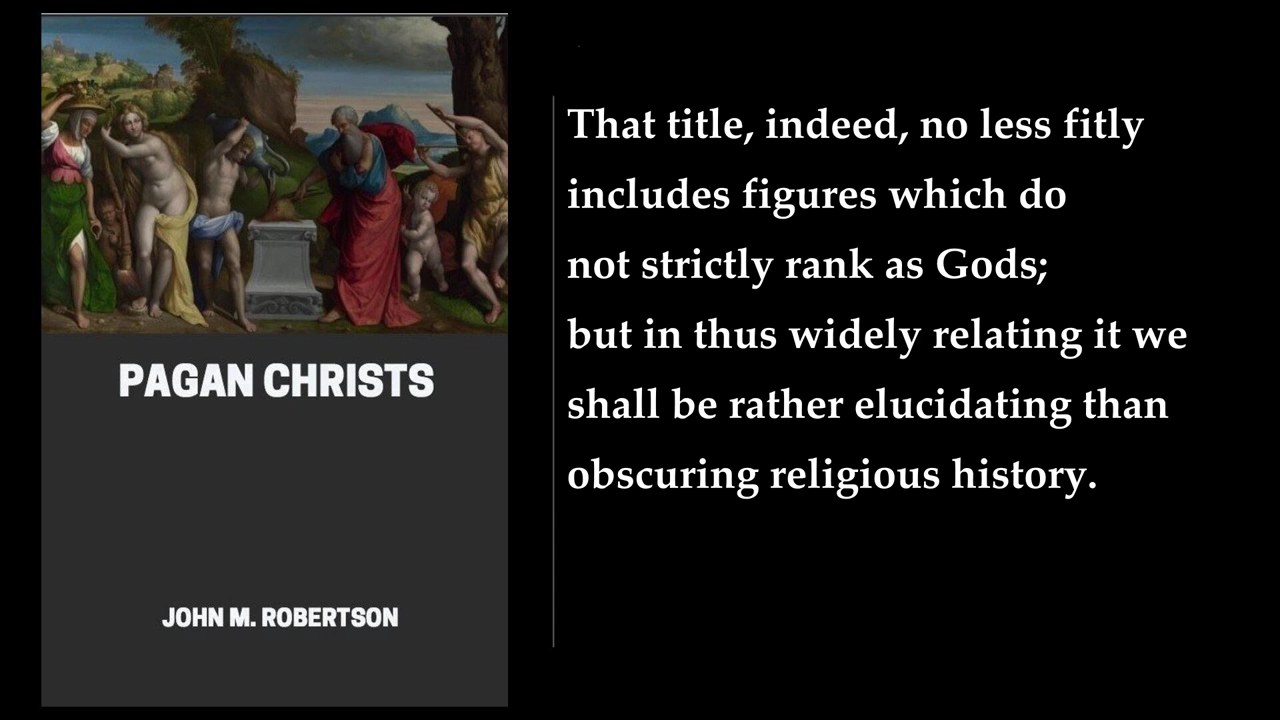 PAGAN CHRISTS
JOHN M. ROBERTSON
That title, indeed, no less fitly
includes figures which do
not strictly rank as Gods;
but in thus widely relating it we
shall be rather elucidating than
obscuring religious history.